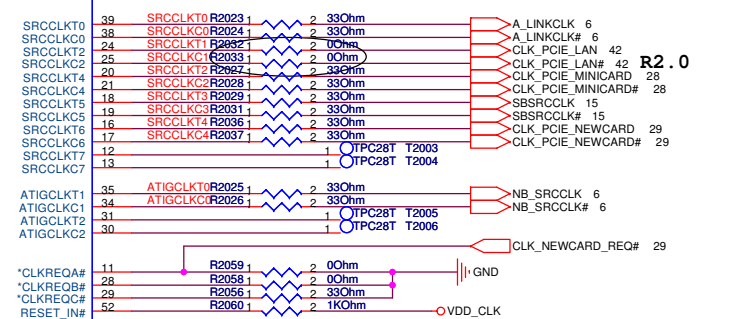 SRCCLKT0 39 SRCCLKT0 R2023 1 2 33Ohm A_LINKCLK 6
SRCCLKC0 38 SRCCLKC0 R2024 1 2 33Ohm A_LINKCLK# 6
SRCCLKT2 24 SRCCLKT1 R2032 1 2 0Ohm CLK_PCIE_LAN 42
SRCCLKC2 25 SRCCLKC1 R2033 1 2 0Ohm CLK_PCIE_LAN# 42 R2.0
SRCCLKT4 20 SRCCLKT2 R2027 1 2 33Ohm CLK_PCIE_MINICARD 28
SRCCLKC4 21 SRCCLKC2 R2028 1 2 33Ohm CLK_PCIE_MINICARD# 28
SRCCLKT5 18 SRCCLKT3 R2029 1 2 33Ohm SBSRCCLK 15
SRCCLKC5 19 SRCCLKC3 R2031 1 2 33Ohm SBSRCCLK# 15
SRCCLKT6 16 SRCCLKT4 R2036 1 2 33Ohm CLK_PCIE_NEWCARD 29
SRCCLKC6 17 SRCCLKC4 R2037 1 2 33Ohm CLK_PCIE_NEWCARD# 29
SRCCLKT7 12 1 TPC28T T2003
SRCCLKC7 13 1 TPC28T T2004
ATIGCLKT1 35 ATIGCLKT0 R2025 1 2 33Ohm NB_SRCCLK 6
ATIGCLKC1 34 ATIGCLKC0 R2026 1 2 33Ohm NB_SRCCLK# 6
ATIGCLKT2 31 1 TPC28T T2005
ATIGCLKC2 30 1 TPC28T T2006
CLK_NEWCARD_REQ# 29
*CLKREQA# 11 R2059 1 2 0Ohm GND
*CLKREQB# 28 R2058 1 2 0Ohm
*CLKREQC# 29 R2056 1 2 33Ohm
RESET_IN# 52 R2060 1 2 1KOhm VDD_CLK